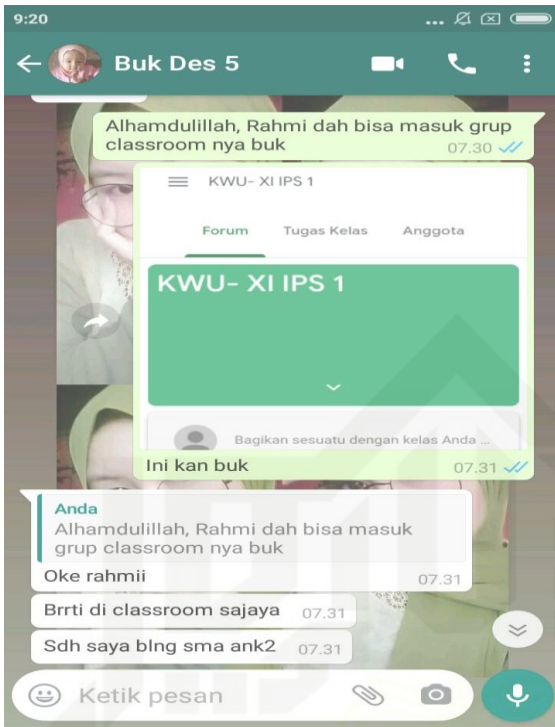 9:20
Buk Des 5
Alhamdulillah, Rahmi dah bisa masuk grup
classroom nya buk
07.30
KWU- XI IPS 1
Forum Tugas Kelas Anggota
KWU- XI IPS 1
Bagikan sesuatu dengan kelas Anda ...
Ini kan buk
07.31
Anda
Alhamdulillah, Rahmi dah bisa masuk
grup classroom nya buk
Oke rahmii
07.31
Brrti di classroom sajaya 07.31
Sdh saya blng sma ank2 07.31
Ketik pesan